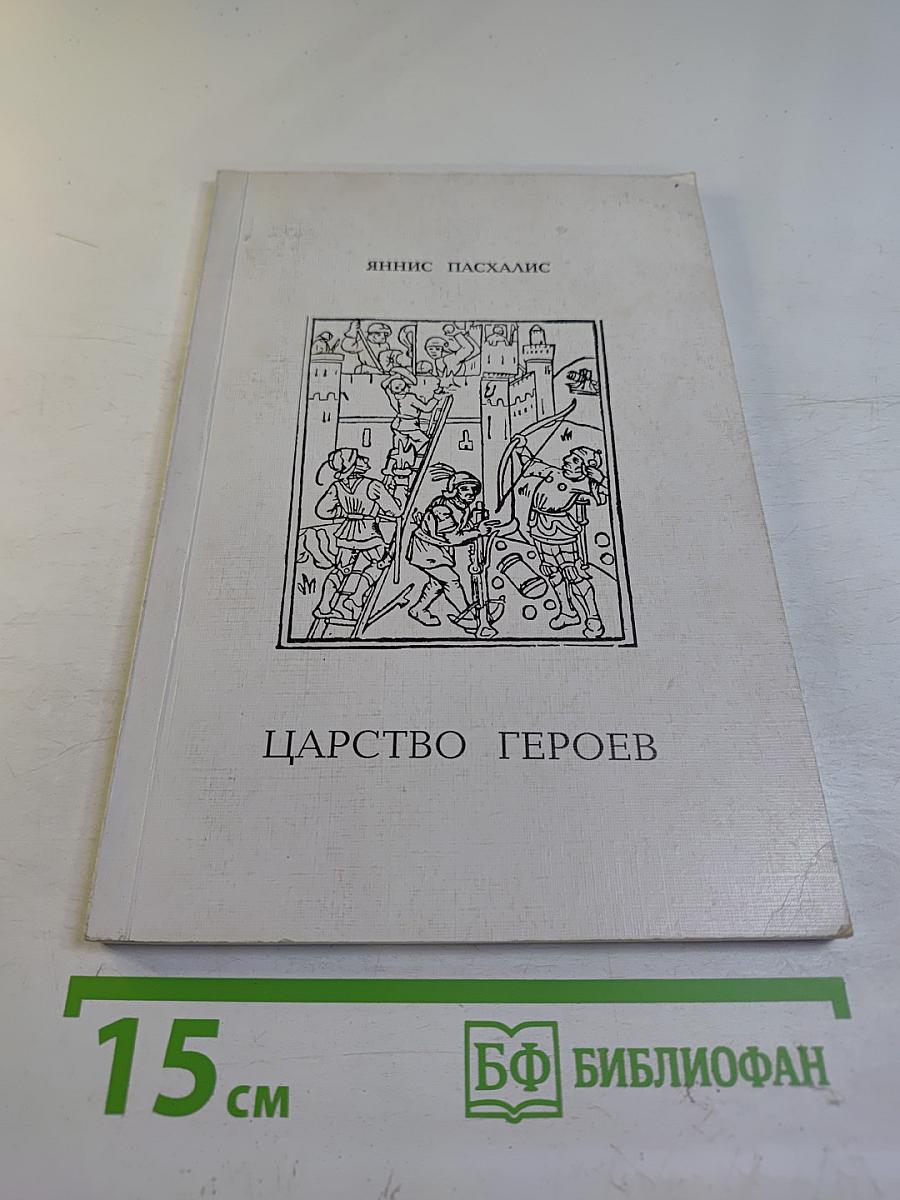 ЯННИС ПАСХАЛИС
ЦАРСТВО ГЕРОЕВ
15 см
БФ БИБЛИОФАН